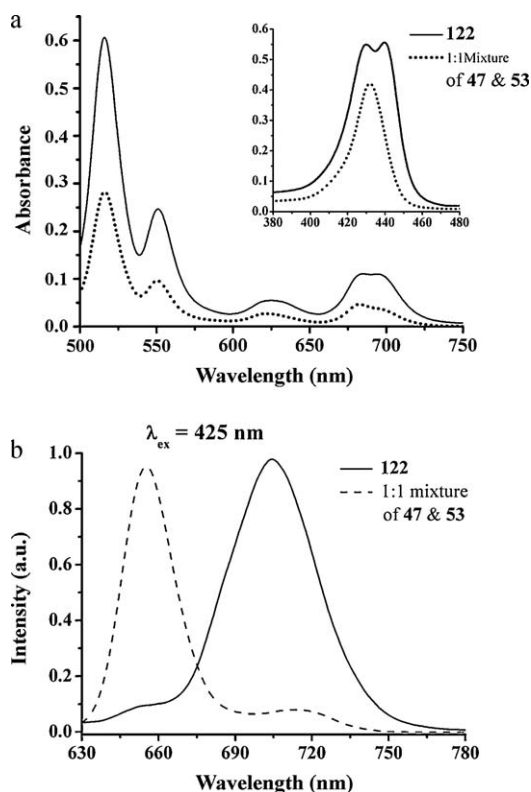 a
122
1:1Mixture
of 47 & 53
Absorbance
0.6
0.5
0.4
0.3
0.2
0.1
0.0
0.6
0.5
0.4
0.3
0.2
0.1
0.0
380 400 420 440 460 480
500 550 600 650 700 750
Wavelength (nm)
b
λex = 425 nm
122
1:1 mixture
of 47 & 53
Intensity (a.u.)
1.0
0.8
0.6
0.4
0.2
0.0
630 660 690 720 750 780
Wavelength (nm)